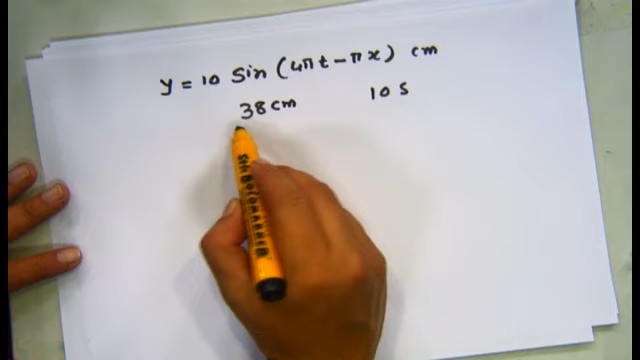 y = 10 Sin (4πt - πx) cm
38 cm 10 s